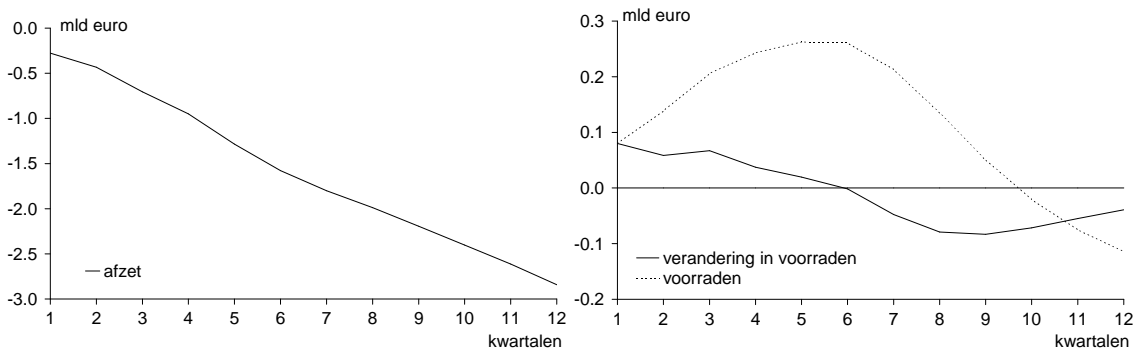 mld euro
0.0
-0.5
-1.0
-1.5
-2.0
-2.5
-3.0
afzet
1 2 3 4 5 6 7 8 9 10 11 12
kwartalen
mld euro
0.3
0.2
0.1
0.0
-0.1
-0.2
verandering in voorraden
voorraden
1 2 3 4 5 6 7 8 9 10 11 12
kwartalen